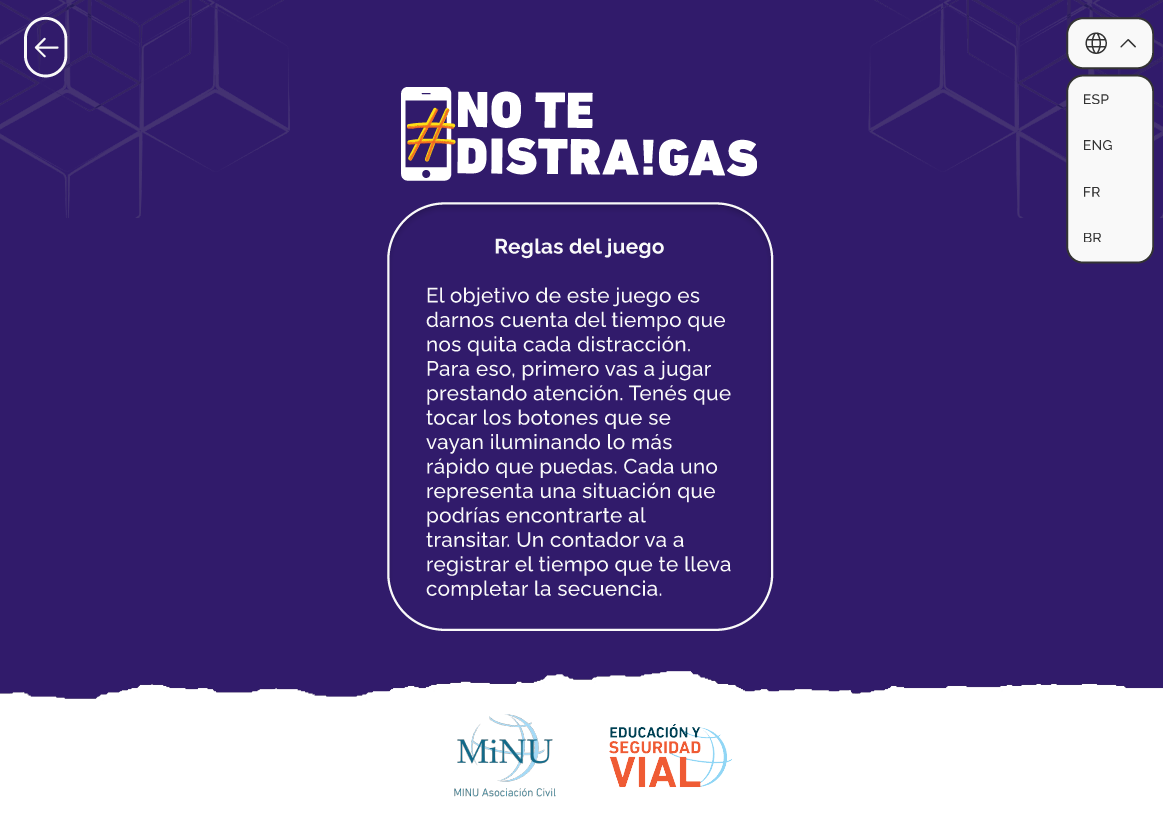 #NO TE
DISTRA!GAS
ESP
ENG
FR
BR
Reglas del juego
El objetivo de este juego es
darnos cuenta del tiempo que
nos quita cada distracción.
Para eso, primero vas a jugar
prestando atención. Tenés que
tocar los botones que se
vayan iluminando lo más
rápido que puedas. Cada uno
representa una situación que
podrías encontrarte al
transitar. Un contador va a
registrar el tiempo que te lleva
completar la secuencia.
MiNU
MINU Asociación Civil
EDUCACIÓN Y
SEGURIDAD
VIAL